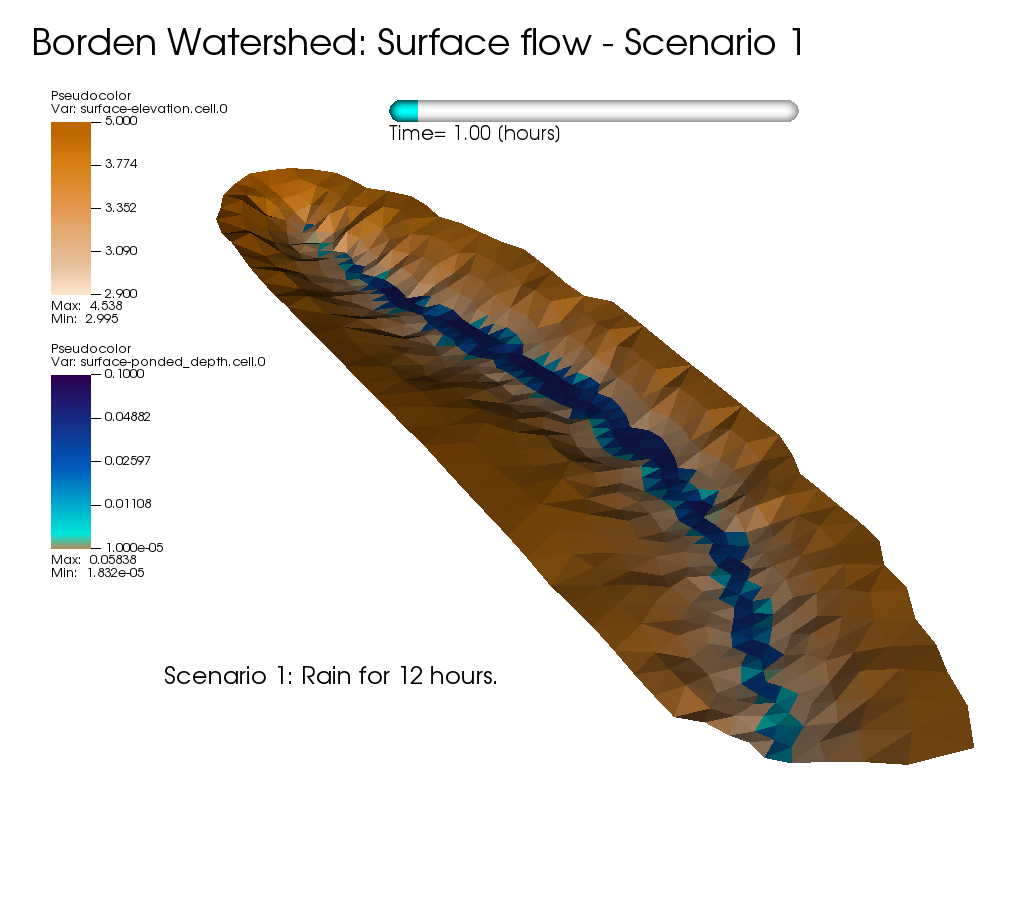 Borden Watershed: Surface flow - Scenario 1
Pseudocolor
Var: surface-elevation.cell.0
5.000
3.774
3.352
3.090
2.900
Max: 4.538
Min: 2.995
Time= 1.00 (hours)
Pseudocolor
Var: surface-ponded_depth.cell.0
0.1000
0.04882
0.02597
0.01108
1.000e-05
Max: 0.05838
Min: 1.832e-05
Scenario 1: Rain for 12 hours.